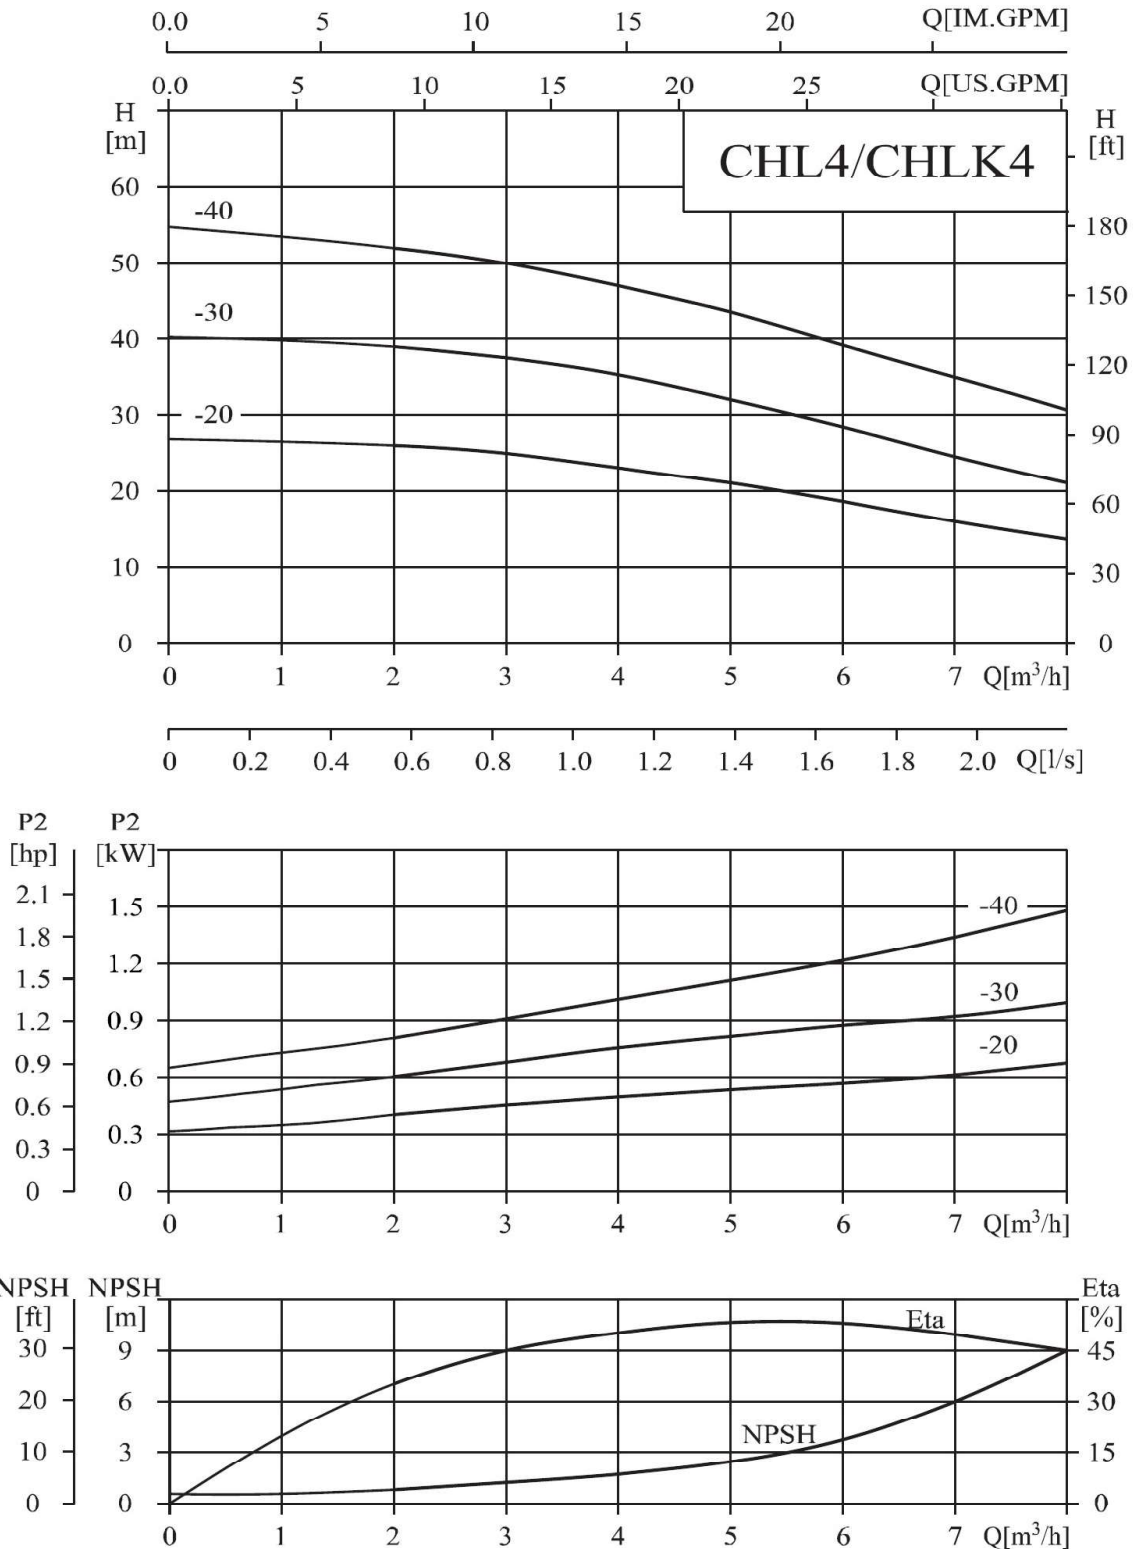 0.0 5 10 15 20 Q[IM.GPM]
0.0 5 10 15 20 25 Q[US.GPM]
H
[m]
H
[ft]
CHL4/CHLK4
60
-40
180
50
150
-30
40
120
30
-20
90
20
60
10
30
0
0
0 1 2 3 4 5 6 7 Q[m³/h]
0 0.2 0.4 0.6 0.8 1.0 1.2 1.4 1.6 1.8 2.0 Q[l/s]
P2 P2
[hp] [kW]
2.1
1.5
-40
1.8
1.2
1.5
-30
1.2
0.9
-20
0.9
0.6
0.6
0.3
0.3
0 0
0 1 2 3 4 5 6 7 Q[m³/h]
NPSH NPSH Eta
[ft] [m] Eta [%]
30 9 45
20 6 30
NPSH
10 3 15
0 0 0
0 1 2 3 4 5 6 7 Q[m³/h]